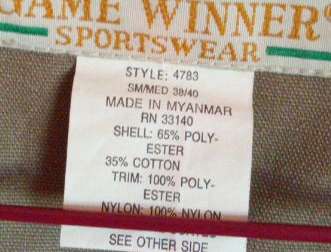 GAME WINNER
SPORTSWEAR
STYLE: 4783
SM/MED 38/40
MADE IN MYANMAR
RN 33140
SHELL: 65% POLY-
ESTER
35% COTTON
TRIM: 100% POLY-
ESTER
NYLON: 100% NYLON
SEE OTHER SIDE